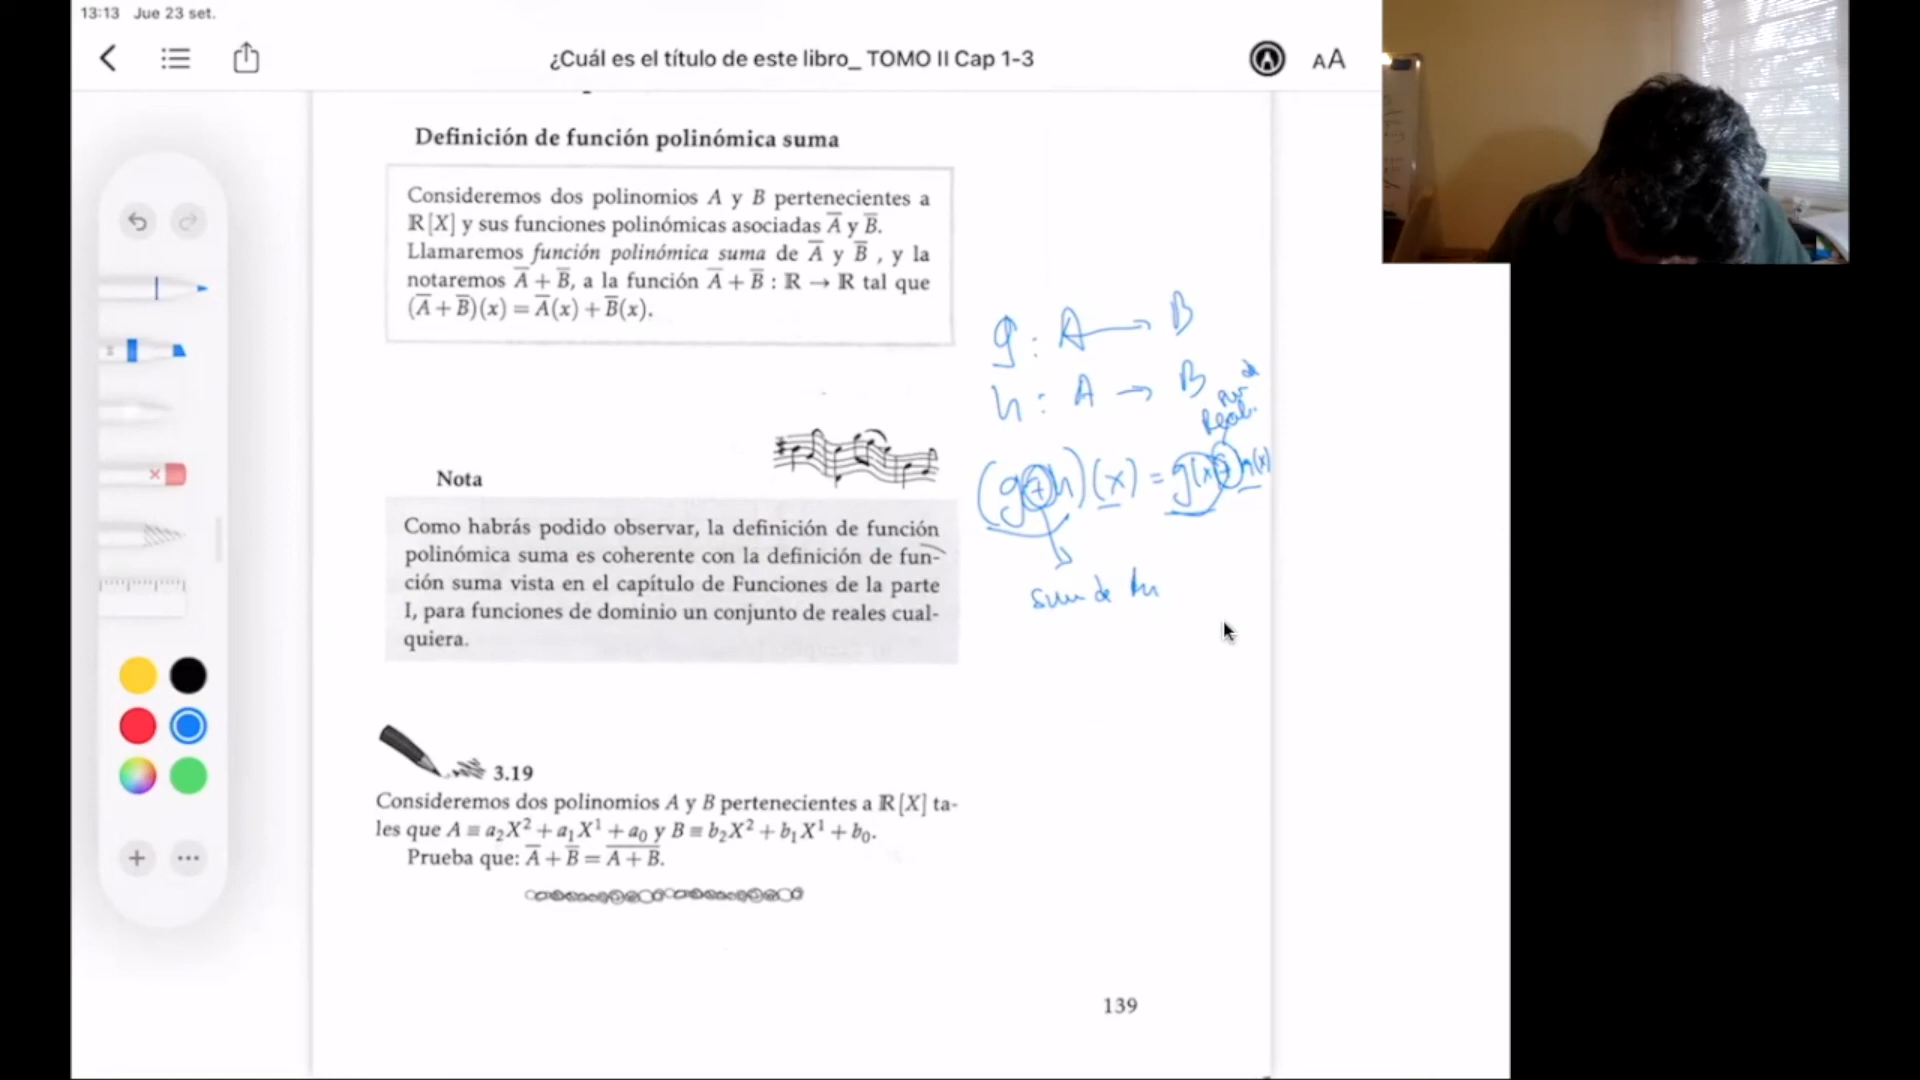 13:13 Jue 23 set.
¿Cuál es el título de este libro_ TOMO II Cap 1-3
AA
Definición de función polinómica suma
Consideremos dos polinomios A y B pertenecientes a
ℝ[X] y sus funciones polinómicas asociadas A̅ y B̅.
Llamaremos función polinómica suma de A̅ y B̅ , y la
notaremos A̅ + B̅, a la función A̅ + B̅ : ℝ → ℝ tal que
(A̅ + B̅)(x) = A̅(x) + B̅(x).
g : A → B
h : A → B
(g+h)(x) = g(x)+h(x)
Nota
Como habrás podido observar, la definición de función
polinómica suma es coherente con la definición de fun-
ción suma vista en el capítulo de Funciones de la parte
I, para funciones de dominio un conjunto de reales cual-
quiera.
3.19
Consideremos dos polinomios A y B pertenecientes a ℝ[X] ta-
les que A ≡ a₂X² + a₁X¹ + a₀ y B ≡ b₂X² + b₁X¹ + b₀.
Prueba que: A̅ + B̅ = A̅ ̅+̅ ̅B̅.
139